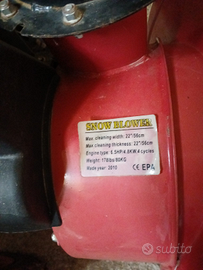 SNOW BLOWER
Max cleaning width: 22":56cm
Max cleaning thickness: 22":56cm
Engine type: 6.5HP/4.8KW,4 cycles
Weight: 176lbs/80KG
Made year: 2010
CE EPA
subito